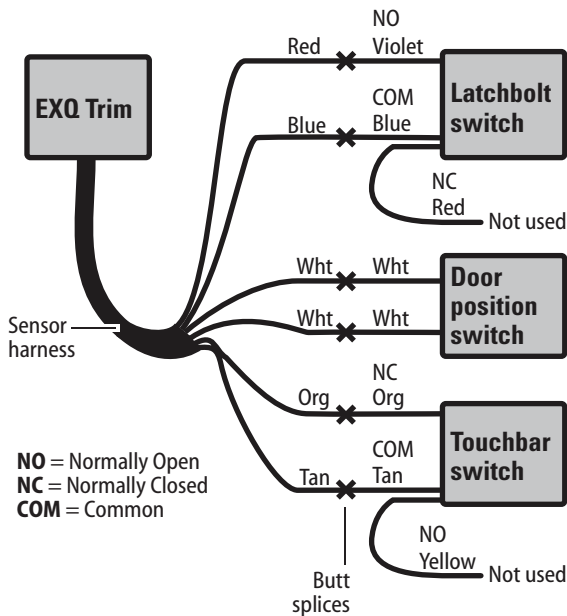 EXQ Trim
Red
NO
Violet
Latchbolt
switch
Blue
COM
Blue
NC
Red
Not used
Wht
Wht
Door
position
switch
Wht
Wht
Sensor
harness
Org
NC
Org
Touchbar
switch
Tan
COM
Tan
NO
Yellow
Not used
NO = Normally Open
NC = Normally Closed
COM = Common
Butt
splices